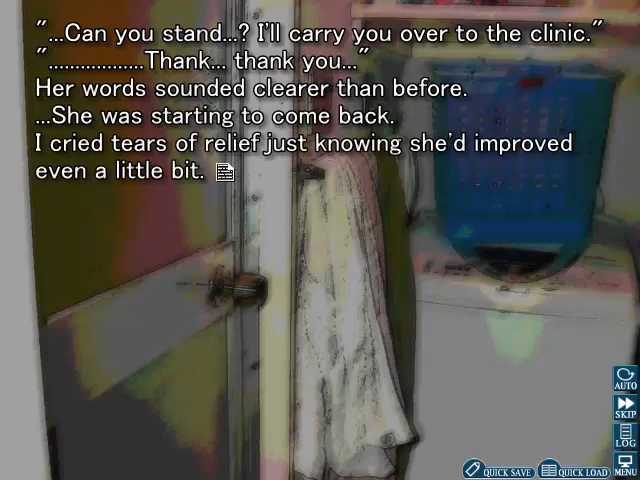 "...Can you stand...? I'll carry you over to the clinic."
"..................Thank... thank you..."
Her words sounded clearer than before.
...She was starting to come back.
I cried tears of relief just knowing she'd improved
even a little bit.
AUTO
SKIP
LOG
MENU
QUICK SAVE
QUICK LOAD